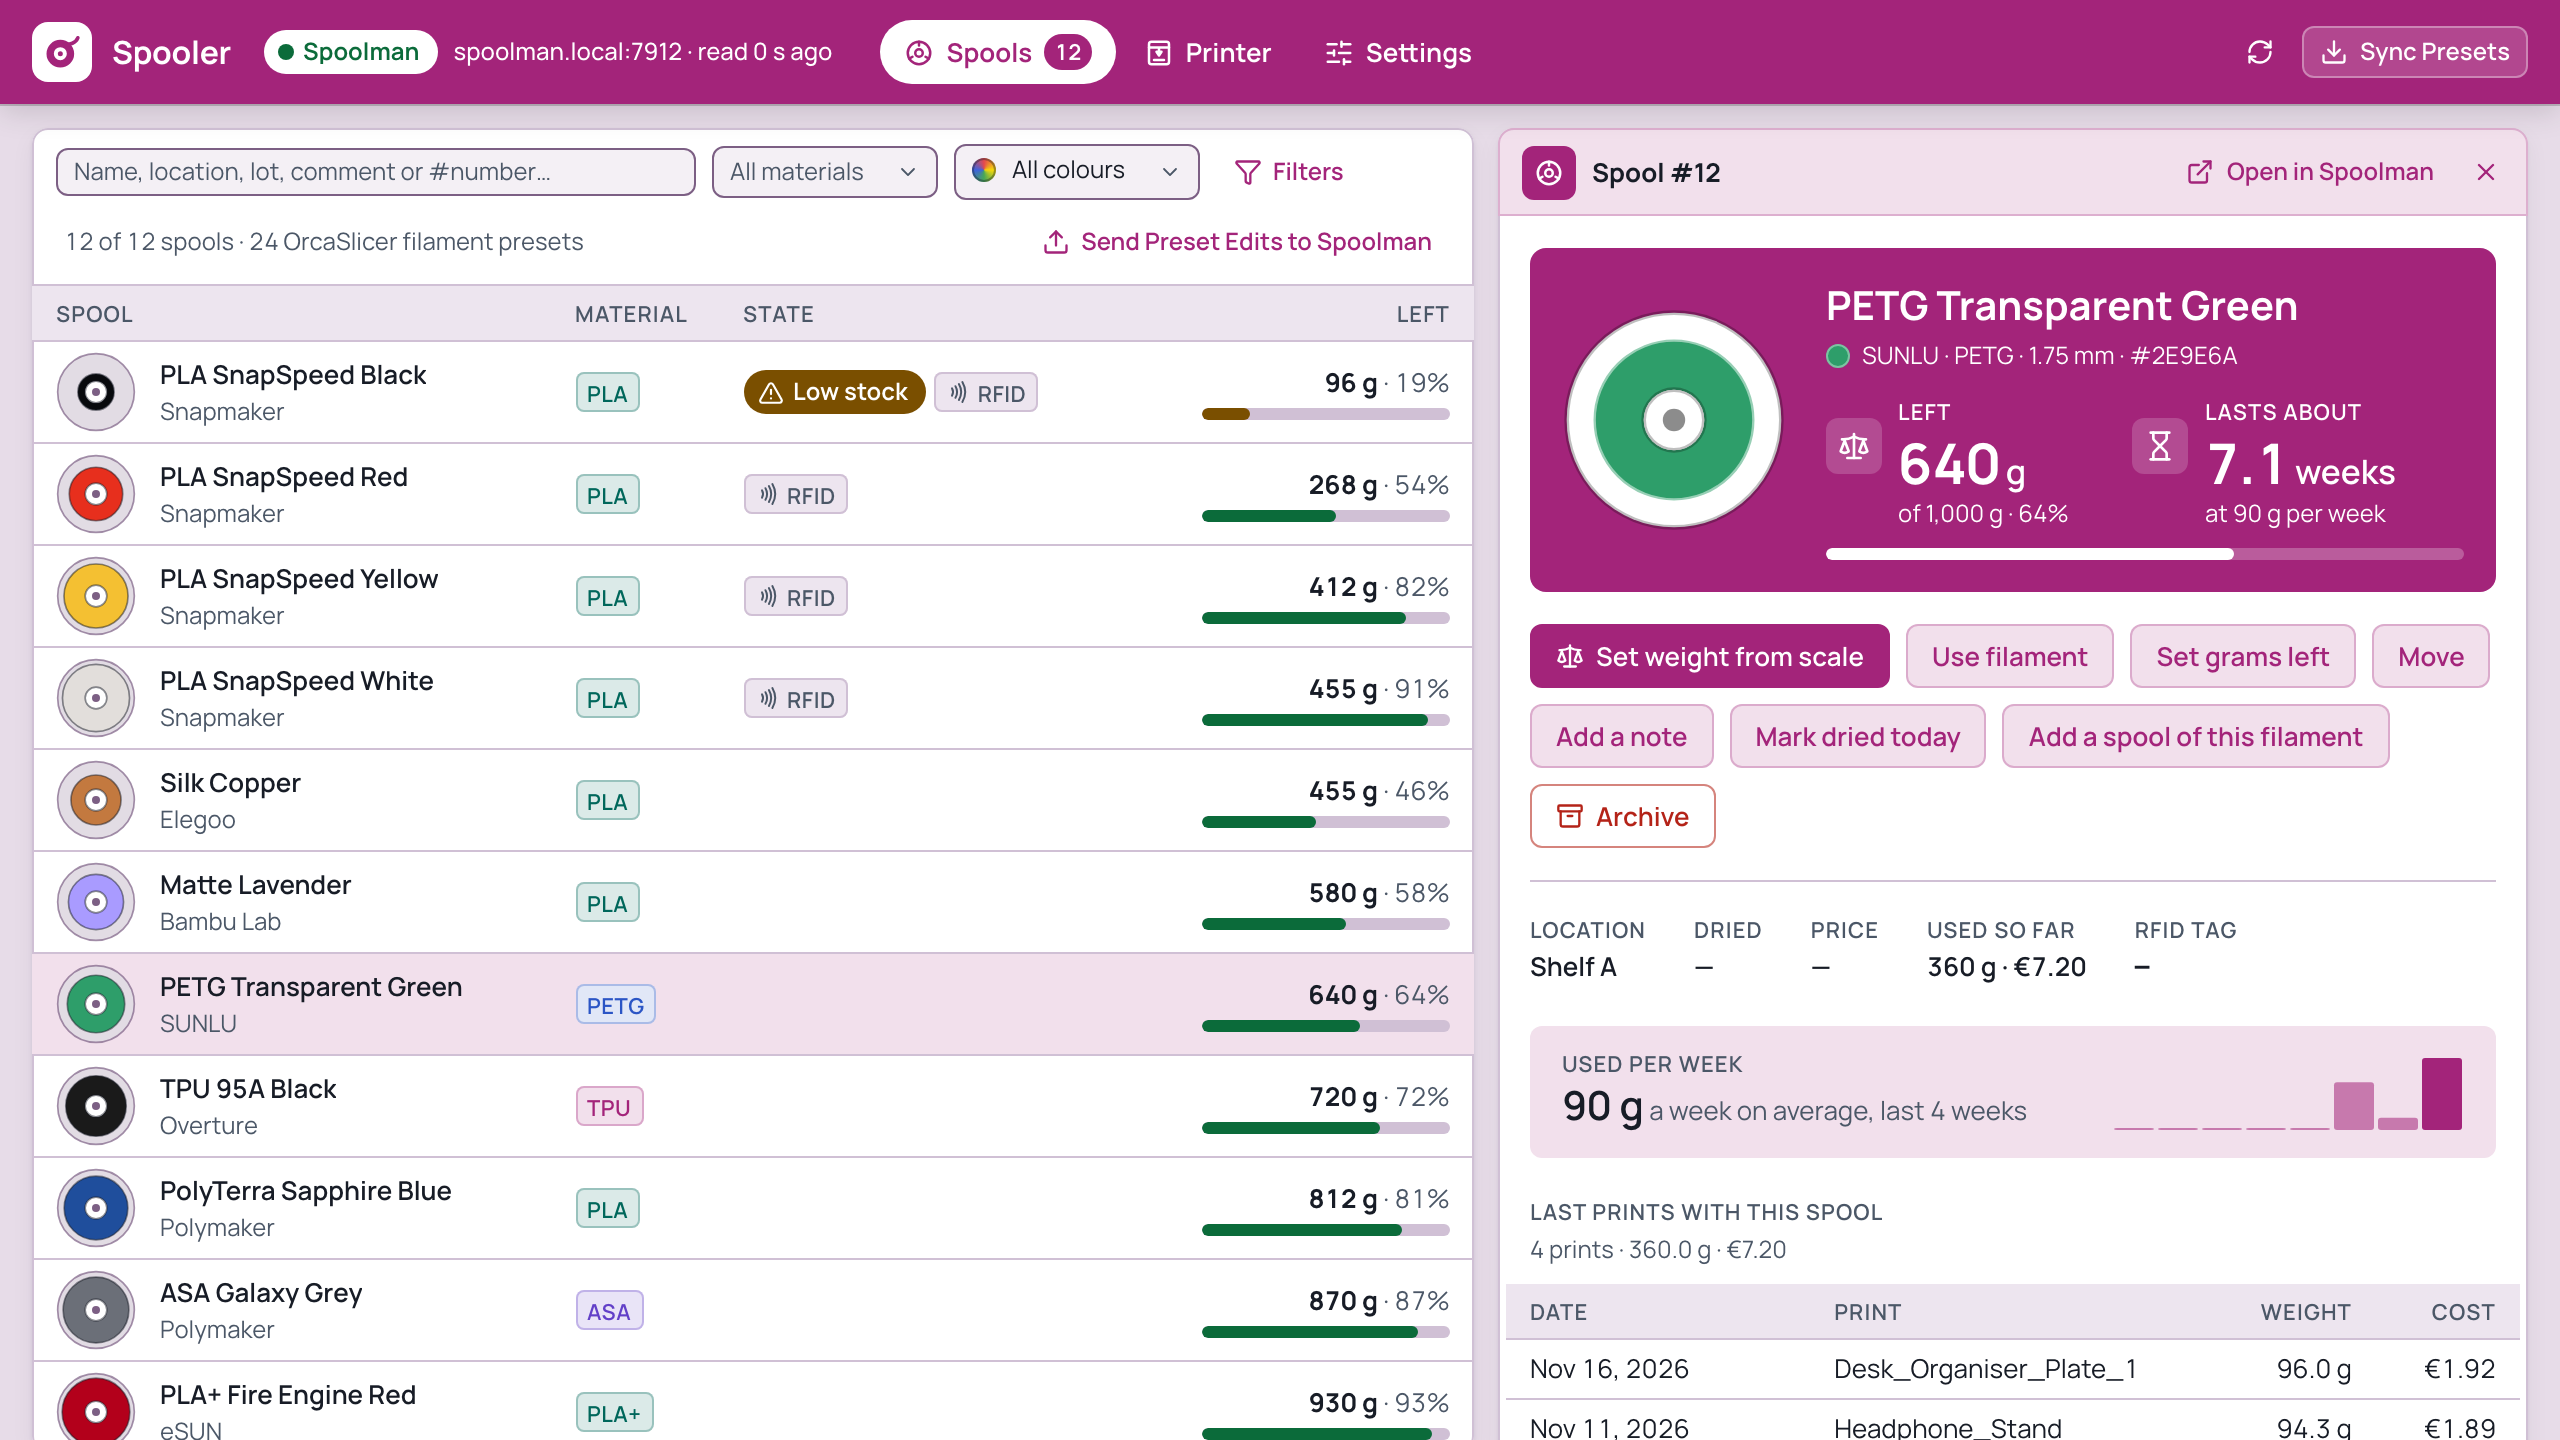 Spooler
Spoolman
spoolman.local:7912 · read 0 s ago
Spools 12
Printer
Settings
Sync Presets
Name, location, lot, comment or #number...
All materials
All colours
Filters
12 of 12 spools · 24 OrcaSlicer filament presets
Send Preset Edits to Spoolman
SPOOL MATERIAL STATE LEFT
PLA SnapSpeed Black
Snapmaker
PLA
Low stock
RFID
96 g · 19%
PLA SnapSpeed Red
Snapmaker
PLA
RFID
268 g · 54%
PLA SnapSpeed Yellow
Snapmaker
PLA
RFID
412 g · 82%
PLA SnapSpeed White
Snapmaker
PLA
RFID
455 g · 91%
Silk Copper
Elegoo
PLA
455 g · 46%
Matte Lavender
Bambu Lab
PLA
580 g · 58%
PETG Transparent Green
SUNLU
PETG
640 g · 64%
TPU 95A Black
Overture
TPU
720 g · 72%
PolyTerra Sapphire Blue
Polymaker
PLA
812 g · 81%
ASA Galaxy Grey
Polymaker
ASA
870 g · 87%
PLA+ Fire Engine Red
eSUN
PLA+
930 g · 93%
Spool #12
Open in Spoolman
PETG Transparent Green
SUNLU · PETG · 1.75 mm · #2E9E6A
LEFT
640 g
of 1,000 g · 64%
LASTS ABOUT
7.1 weeks
at 90 g per week
Set weight from scale
Use filament
Set grams left
Move
Add a note
Mark dried today
Add a spool of this filament
Archive
LOCATION DRIED PRICE USED SO FAR RFID TAG
Shelf A – – 360 g · €7.20 –
USED PER WEEK
90 g a week on average, last 4 weeks
LAST PRINTS WITH THIS SPOOL
4 prints · 360.0 g · €7.20
DATE PRINT WEIGHT COST
Nov 16, 2026 Desk_Organiser_Plate_1 96.0 g €1.92
Nov 11, 2026 Headphone_Stand 94.3 g €1.89